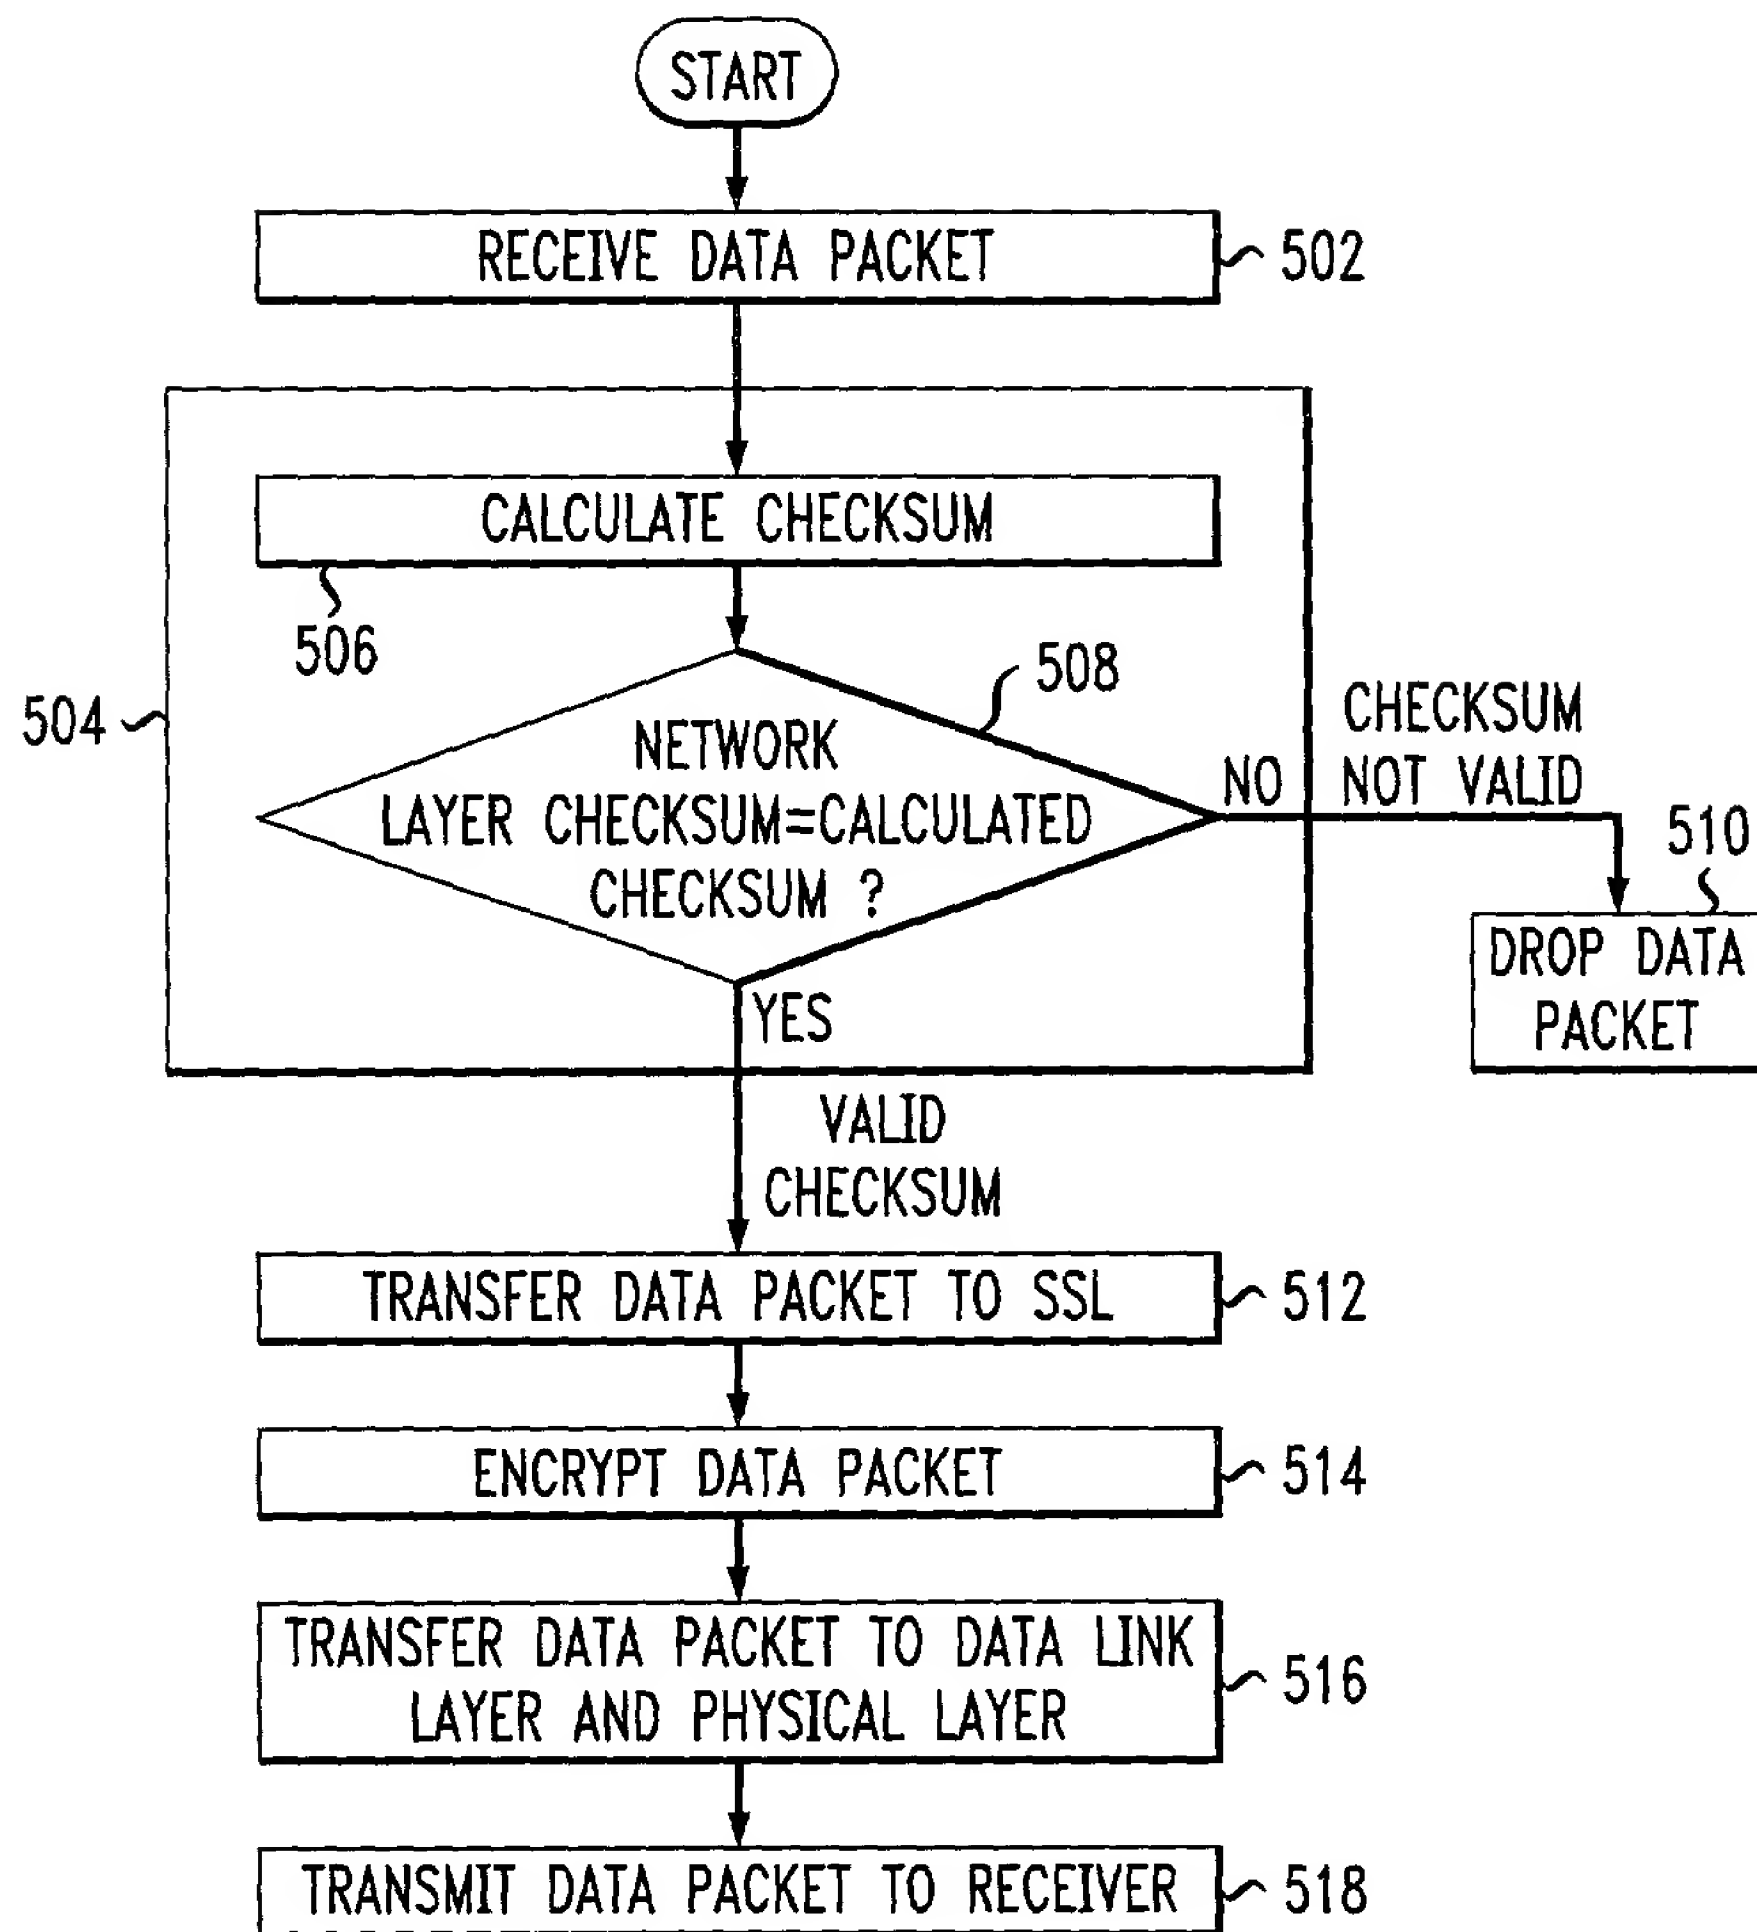 START
RECEIVE DATA PACKET
502
CALCULATE CHECKSUM
506
508
504
NETWORK
LAYER CHECKSUM=CALCULATED
CHECKSUM ?
NO
CHECKSUM
NOT VALID
510
DROP DATA
PACKET
YES
VALID
CHECKSUM
TRANSFER DATA PACKET TO SSL
512
ENCRYPT DATA PACKET
514
TRANSFER DATA PACKET TO DATA LINK
LAYER AND PHYSICAL LAYER
516
TRANSMIT DATA PACKET TO RECEIVER
518